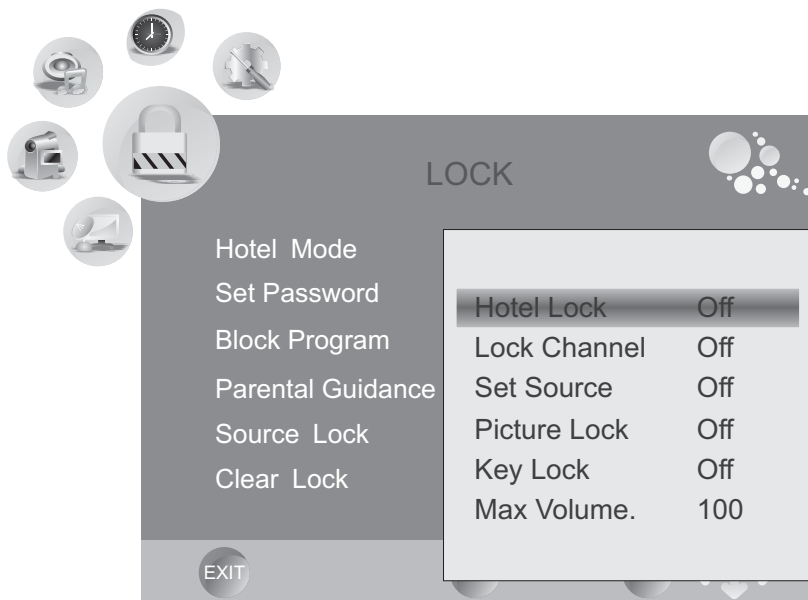 LOCK
Hotel Mode
Set Password
Block Program
Parental Guidance
Source Lock
Clear Lock
Hotel Lock Off
Lock Channel Off
Set Source Off
Picture Lock Off
Key Lock Off
Max Volume. 100
EXIT